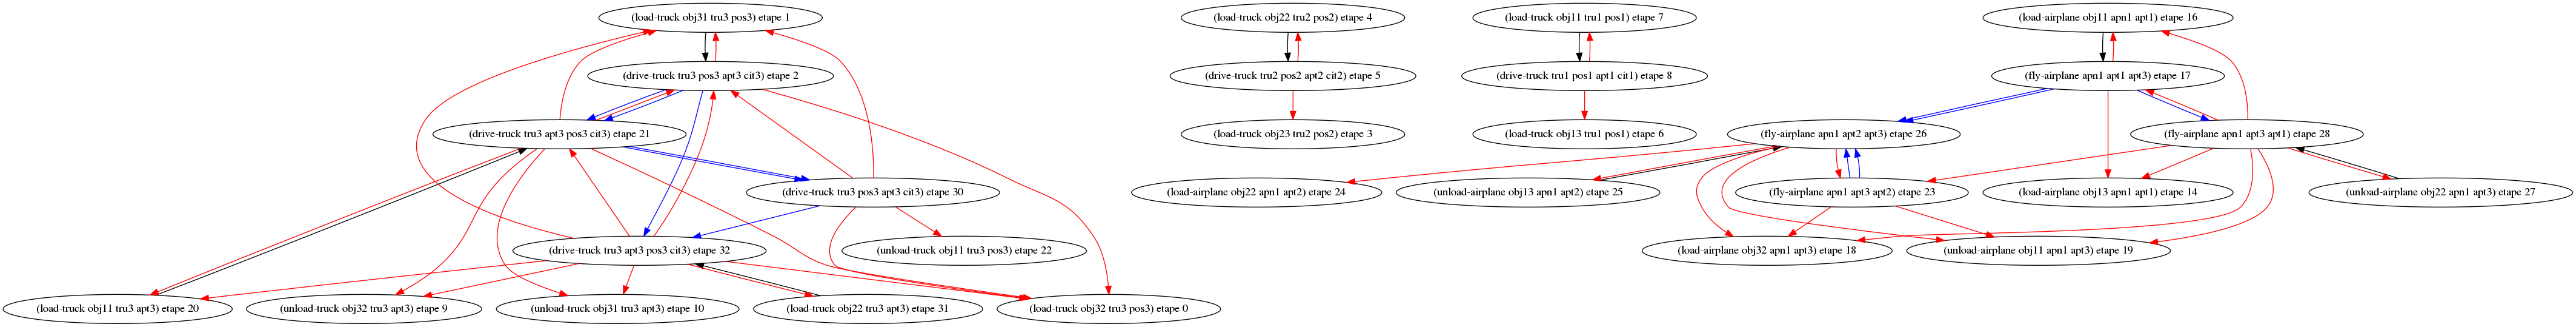 (load-truck obj31 tru3 pos3) etape 1
(load-truck obj22 tru2 pos2) etape 4
(load-truck obj11 tru1 pos1) etape 7
(load-airplane obj11 apn1 apt1) etape 16
(drive-truck tru3 pos3 apt3 cit3) etape 2
(drive-truck tru2 pos2 apt2 cit2) etape 5
(drive-truck tru1 pos1 apt1 cit1) etape 8
(fly-airplane apn1 apt1 apt3) etape 17
(drive-truck tru3 apt3 pos3 cit3) etape 21
(load-truck obj23 tru2 pos2) etape 3
(load-truck obj13 tru1 pos1) etape 6
(fly-airplane apn1 apt2 apt3) etape 26
(fly-airplane apn1 apt3 apt1) etape 28
(drive-truck tru3 pos3 apt3 cit3) etape 30
(load-airplane obj22 apn1 apt2) etape 24
(unload-airplane obj13 apn1 apt2) etape 25
(fly-airplane apn1 apt3 apt2) etape 23
(load-airplane obj13 apn1 apt1) etape 14
(unload-airplane obj22 apn1 apt3) etape 27
(drive-truck tru3 apt3 pos3 cit3) etape 32
(unload-truck obj11 tru3 pos3) etape 22
(load-airplane obj32 apn1 apt3) etape 18
(unload-airplane obj11 apn1 apt3) etape 19
(load-truck obj11 tru3 apt3) etape 20
(unload-truck obj32 tru3 apt3) etape 9
(unload-truck obj31 tru3 apt3) etape 10
(load-truck obj22 tru3 apt3) etape 31
(load-truck obj32 tru3 pos3) etape 0